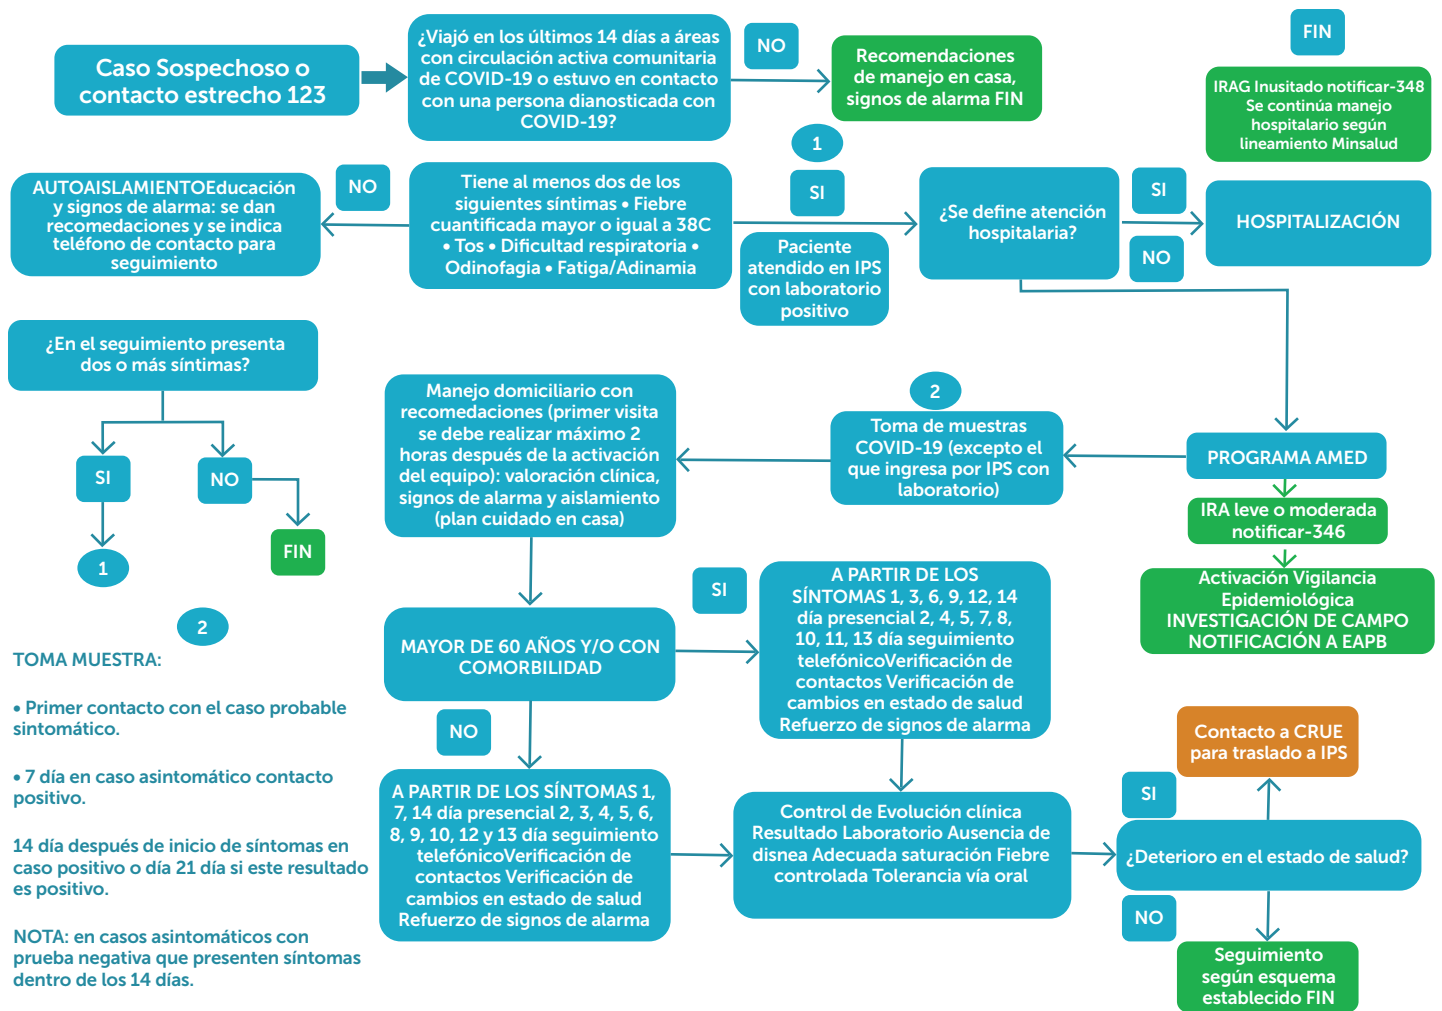 Caso Sospechoso o
contacto estrecho 123
¿Viajó en los últimos 14 días a áreas
con circulación activa comunitaria
de COVID-19 o estuvo en contacto
con una persona dianosticada con
COVID-19?
NO
Recomendaciones
de manejo en casa,
signos de alarma FIN
FIN
IRAG Inusitado notificar-348
Se continúa manejo
hospitalario según
lineamiento Minsalud
AUTOAISLAMIENTOEducación
y signos de alarma: se dan
recomedaciones y se indica
teléfono de contacto para
seguimiento
NO
Tiene al menos dos de los
siguientes síntimas • Fiebre
cuantificada mayor o igual a 38C
• Tos • Dificultad respiratoria •
Odinofagia • Fatiga/Adinamia
1
SI
Paciente
atendido en IPS
con laboratorio
positivo
¿Se define atención
hospitalaria?
SI
NO
HOSPITALIZACIÓN
¿En el seguimiento presenta
dos o más síntimas?
SI
NO
1
FIN
Manejo domiciliario con
recomedaciones (primer visita
se debe realizar máximo 2
horas después de la activación
del equipo): valoración clínica,
signos de alarma y aislamiento
(plan cuidado en casa)
2
Toma de muestras
COVID-19 (excepto el
que ingresa por IPS con
laboratorio)
PROGRAMA AMED
IRA leve o moderada
notificar-346
Activación Vigilancia
Epidemiológica
INVESTIGACIÓN DE CAMPO
NOTIFICACIÓN A EAPB
2
TOMA MUESTRA:
• Primer contacto con el caso probable
sintomático.
• 7 día en caso asintomático contacto
positivo.
14 día después de inicio de síntomas en
caso positivo o día 21 día si este resultado
es positivo.
NOTA: en casos asintomáticos con
prueba negativa que presenten síntomas
dentro de los 14 días.
MAYOR DE 60 AÑOS Y/O CON
COMORBILIDAD
SI
A PARTIR DE LOS
SÍNTOMAS 1, 3, 6, 9, 12, 14
día presencial 2, 4, 5, 7, 8,
10, 11, 13 día seguimiento
telefónicoVerificación de
contactos Verificación de
cambios en estado de salud
Refuerzo de signos de alarma
NO
A PARTIR DE LOS SÍNTOMAS 1,
7, 14 día presencial 2, 3, 4, 5, 6,
8, 9, 10, 12 y 13 día seguimiento
telefónicoVerificación de
contactos Verificación de
cambios en estado de salud
Refuerzo de signos de alarma
Control de Evolución clínica
Resultado Laboratorio Ausencia de
disnea Adecuada saturación Fiebre
controlada Tolerancia vía oral
Contacto a CRUE
para traslado a IPS
SI
¿Deterioro en el estado de salud?
NO
Seguimiento
según esquema
establecido FIN